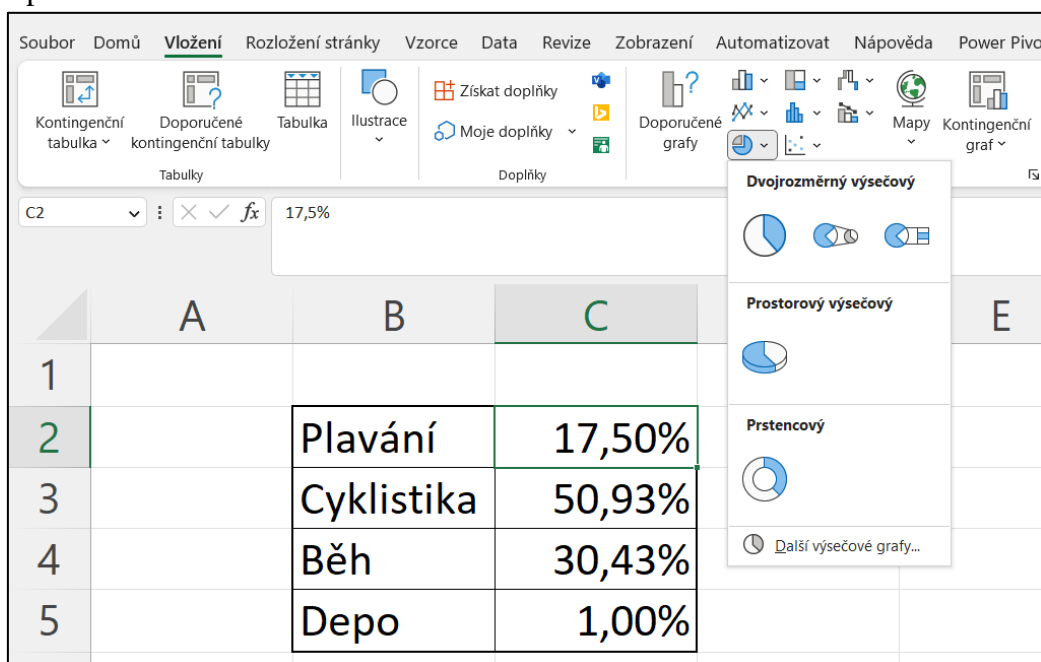 Soubor Domů Vložení Rozložení stránky Vzorce Data Revize Zobrazení Automatizovat Nápověda Power Pivo
Kontingenční tabulka
Doporučené kontingenční tabulky
Tabulka
Ilustrace
Získat doplňky
Moje doplňky
Doporučené grafy
Mapy
Kontingenční graf
Tabulky
Doplňky
C2
fx
17,5%
Dvojrozměrný výsečový
Prostorový výsečový
Prstencový
Další výsečové grafy...
A B C E
1
2 Plavání 17,50%
3 Cyklistika 50,93%
4 Běh 30,43%
5 Depo 1,00%